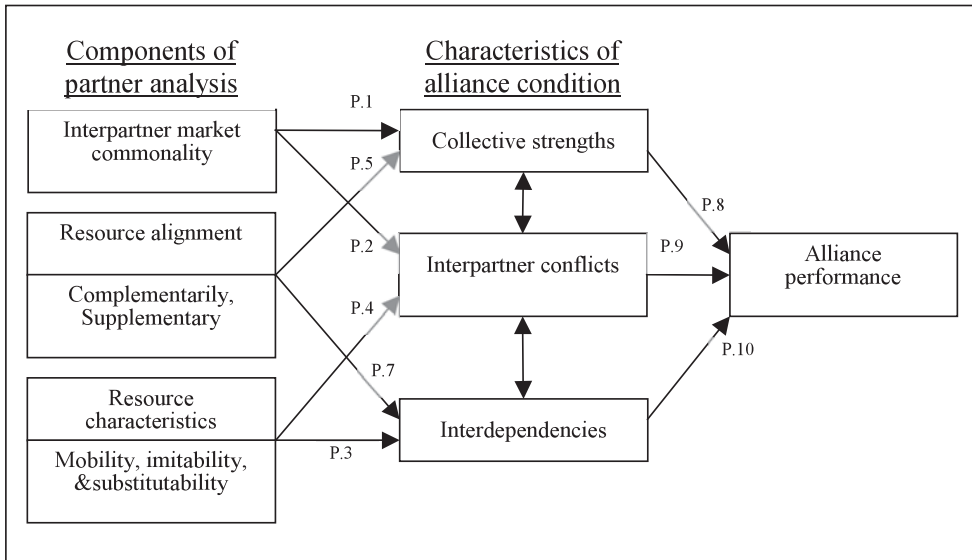 Components of
partner analysis
Characteristics of
alliance condition
Interpartner market
commonality
Resource alignment
Complementarily,
Supplementary
Resource
characteristics
Mobility, imitability,
&substitutability
P.1
P.5
P.2
P.4
P.7
P.3
Collective strengths
Interpartner conflicts
Interdependencies
P.8
P.9
P.10
Alliance
performance